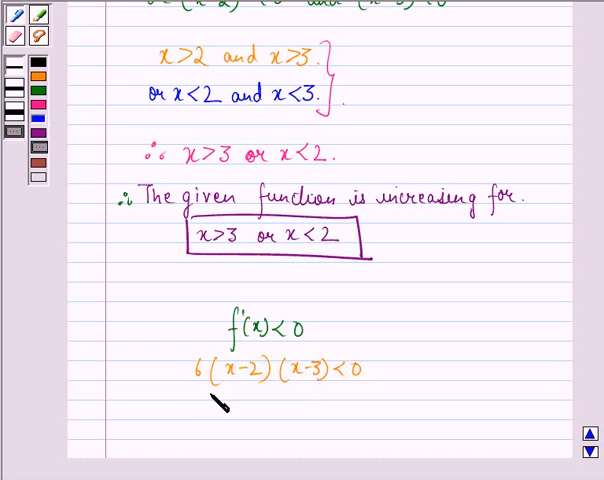 x>2 and x>3.
or x<2 and x<3.
∴ x>3 or x<2.
∴ The given function is increasing for.
x>3 or x<2
f'(x)<0
6(x-2)(x-3)<0